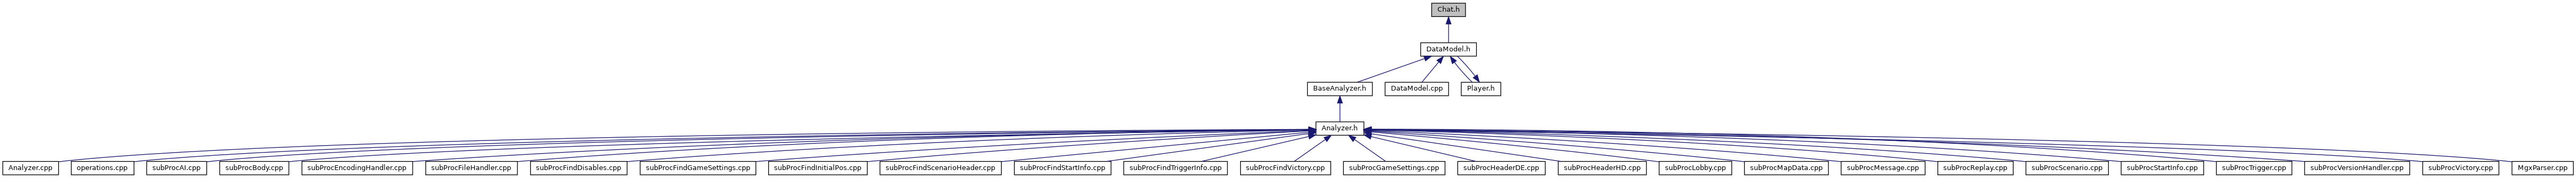 Chat.h
DataModel.h
BaseAnalyzer.h
DataModel.cpp
Player.h
Analyzer.h
Analyzer.cpp
operations.cpp
subProcAI.cpp
subProcBody.cpp
subProcEncodingHandler.cpp
subProcFileHandler.cpp
subProcFindDisables.cpp
subProcFindGameSettings.cpp
subProcFindInitialPos.cpp
subProcFindScenarioHeader.cpp
subProcFindStartInfo.cpp
subProcFindTriggerInfo.cpp
subProcFindVictory.cpp
subProcGameSettings.cpp
subProcHeaderDE.cpp
subProcHeaderHD.cpp
subProcLobby.cpp
subProcMapData.cpp
subProcMessage.cpp
subProcReplay.cpp
subProcScenario.cpp
subProcStartInfo.cpp
subProcTrigger.cpp
subProcVersionHandler.cpp
subProcVictory.cpp
MgxParser.cpp